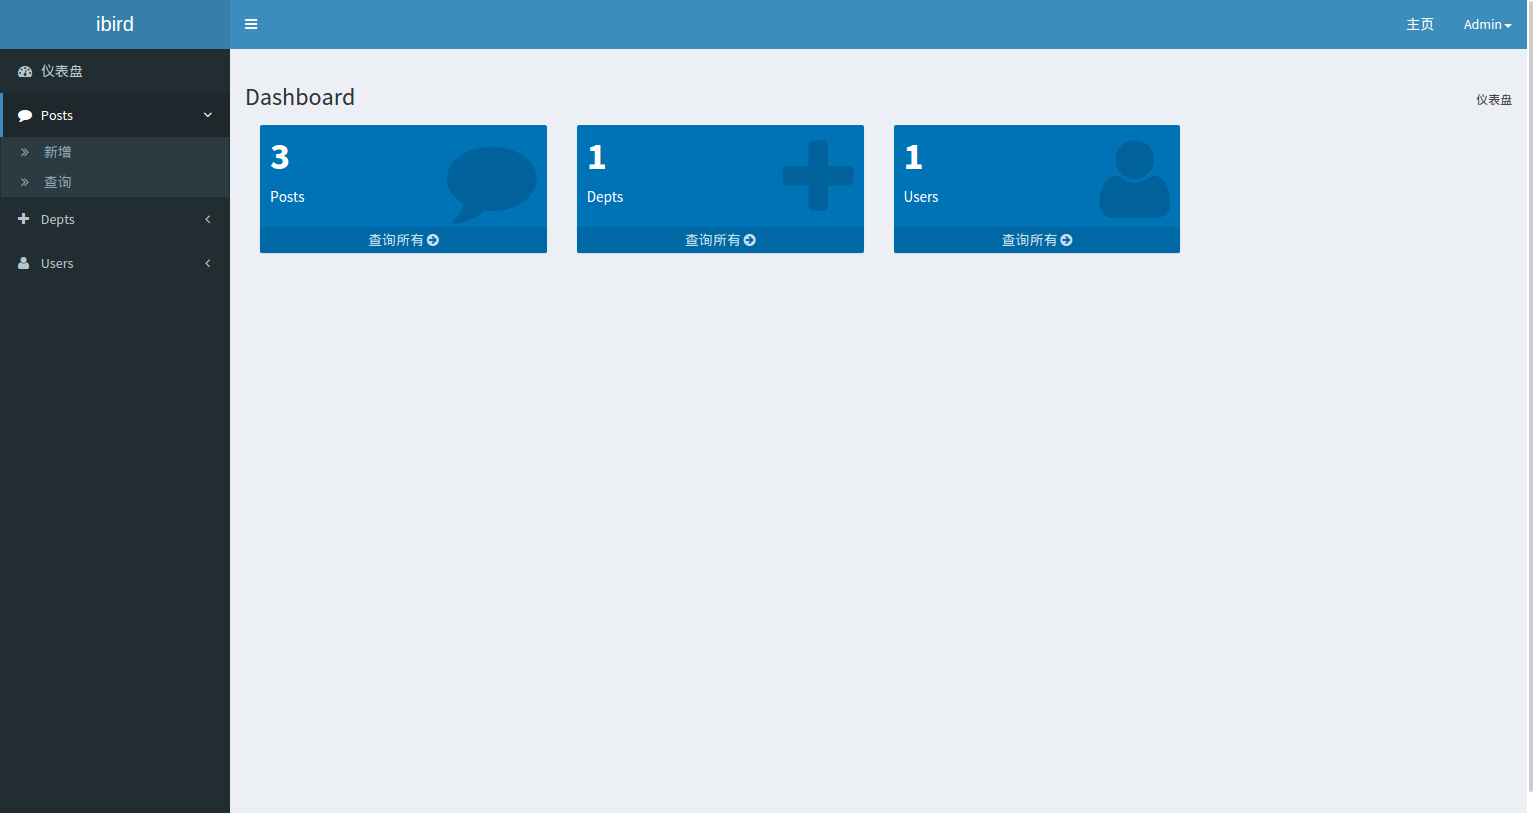 ibird
主页
Admin
仪表盘
Posts
新增
查询
Depts
Users
Dashboard
仪表盘
3
Posts
查询所有
1
Depts
查询所有
1
Users
查询所有